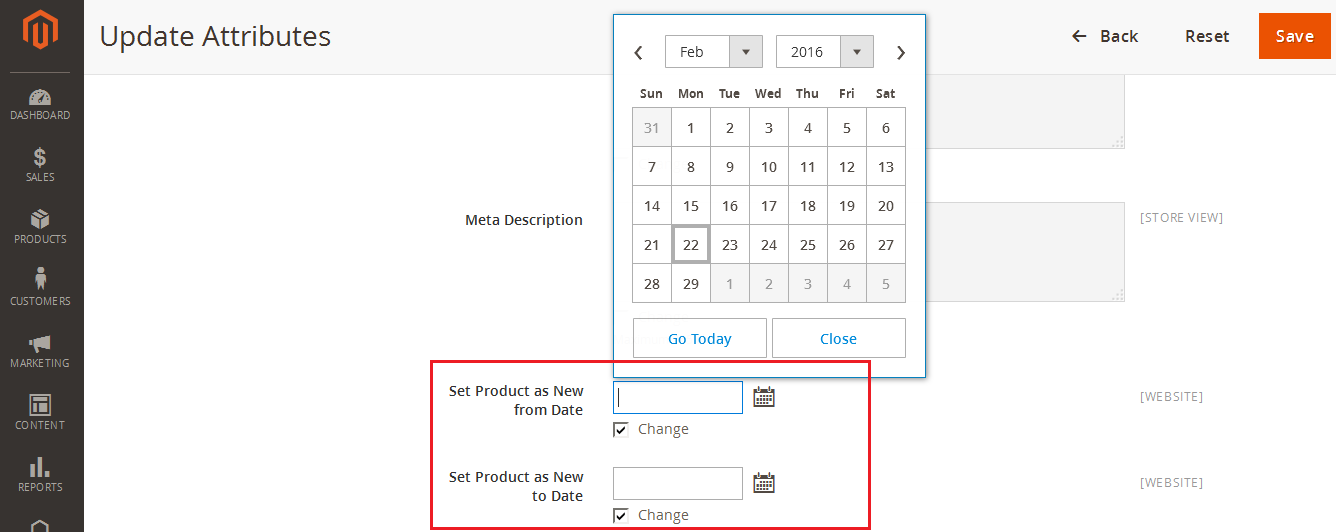 Update Attributes
Back
Reset
Save
DASHBOARD
SALES
PRODUCTS
CUSTOMERS
MARKETING
CONTENT
REPORTS
Feb
2016
Sun Mon Tue Wed Thu Fri Sat
31 1 2 3 4 5 6
7 8 9 10 11 12 13
14 15 16 17 18 19 20
21 22 23 24 25 26 27
28 29 1 2 3 4 5
Go Today
Close
Meta Description
[STORE VIEW]
Set Product as New
from Date
Change
[WEBSITE]
Set Product as New
to Date
Change
[WEBSITE]